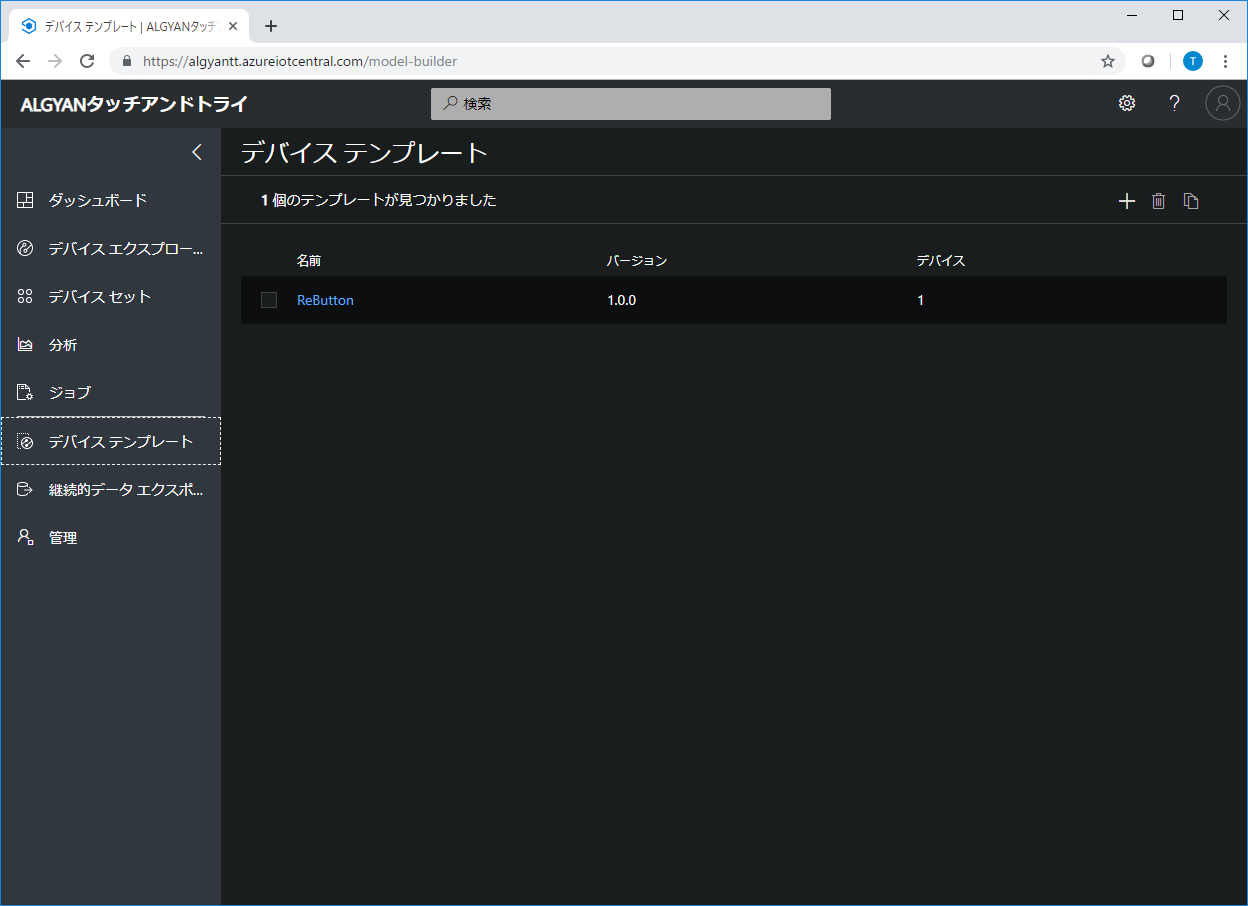 デバイス テンプレート | ALGYANタッチ
https://algyantt.azureiotcentral.com/model-builder
T
ALGYANタッチアンドトライ
検索
?
デバイス テンプレート
1 個のテンプレートが見つかりました
ダッシュボード
デバイス エクスプロー...
デバイス セット
分析
ジョブ
デバイス テンプレート
継続的データ エクスポ...
管理
名前 バージョン デバイス
ReButton 1.0.0 1